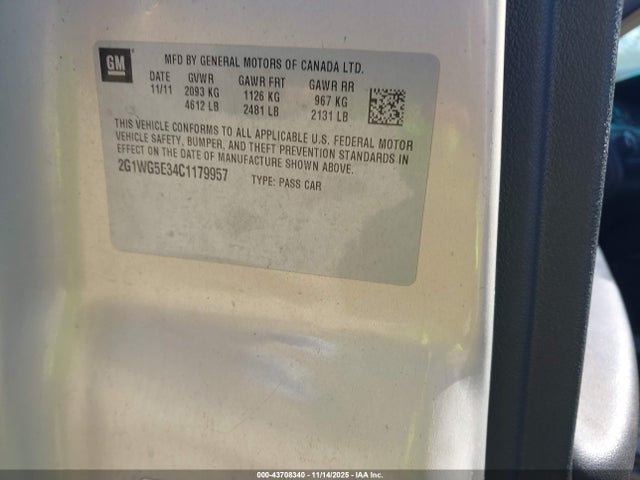 GM
MFD BY GENERAL MOTORS OF CANADA LTD.
DATE GVWR GAWR FRT GAWR RR
11/11 2093 KG 1126 KG 967 KG
4612 LB 2481 LB 2131 LB
THIS VEHICLE CONFORMS TO ALL APPLICABLE U.S. FEDERAL MOTOR
VEHICLE SAFETY, BUMPER, AND THEFT PREVENTION STANDARDS IN
EFFECT ON THE DATE OF MANUFACTURE SHOWN ABOVE.
2G1WG5E34C1179957 TYPE: PASS CAR
000-43708340 - 11/14/2025 - IAA Inc.